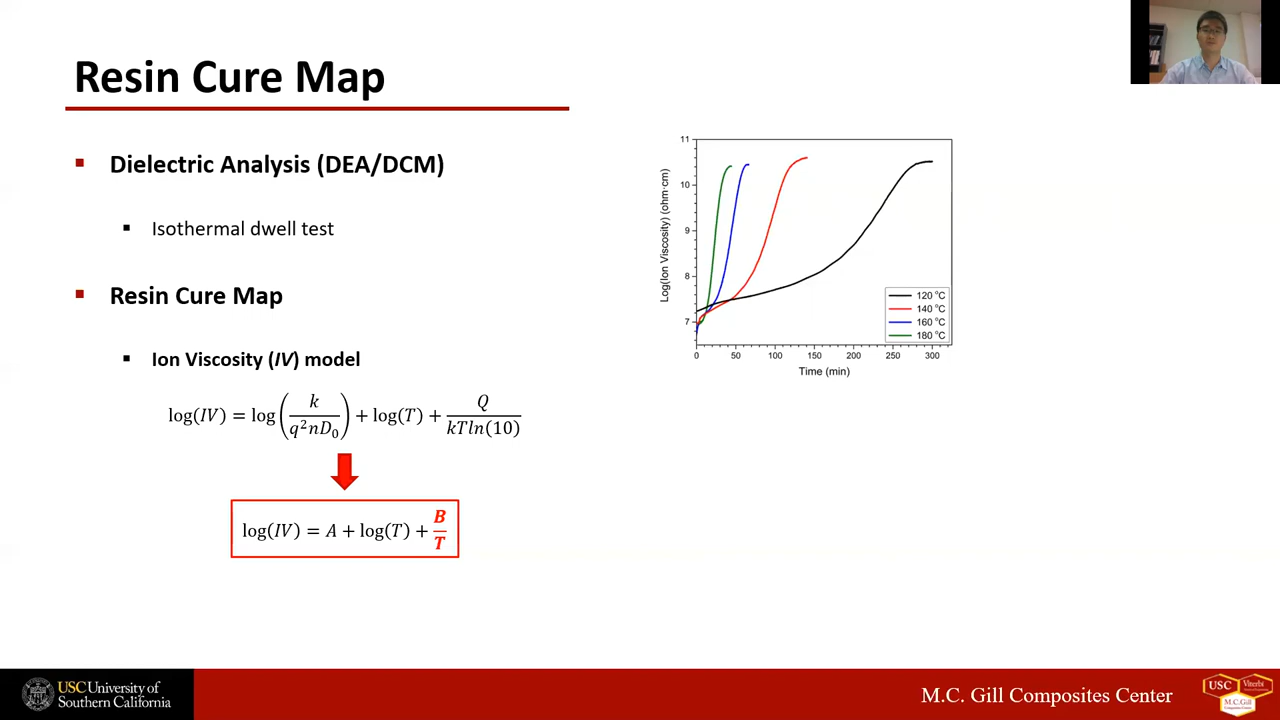 Resin Cure Map
▪ Dielectric Analysis (DEA/DCM)
▪ Isothermal dwell test
▪ Resin Cure Map
▪ Ion Viscosity (IV) model
log(IV) = log(k / q²nD₀) + log(T) + Q / kTln(10)
log(IV) = A + log(T) + B / T
Log(Ion Viscosity) (ohm·cm)
11
10
9
8
7
0 50 100 150 200 250 300
Time (min)
120 °C
140 °C
160 °C
180 °C
USC University of
Southern California
M.C. Gill Composites Center
USC Viterbi
M.C.Gill